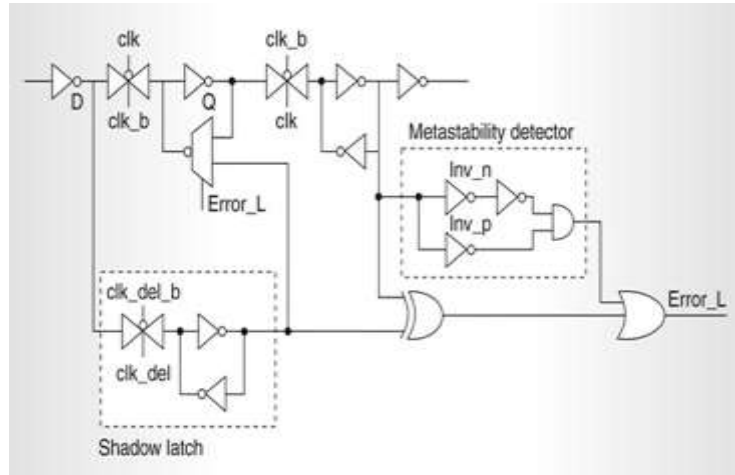 clk
clk_b
D
Q
clk_b
clk
Metastability detector
Inv_n
Error_L
Inv_p
clk_del_b
Error_L
clk_del
Shadow latch